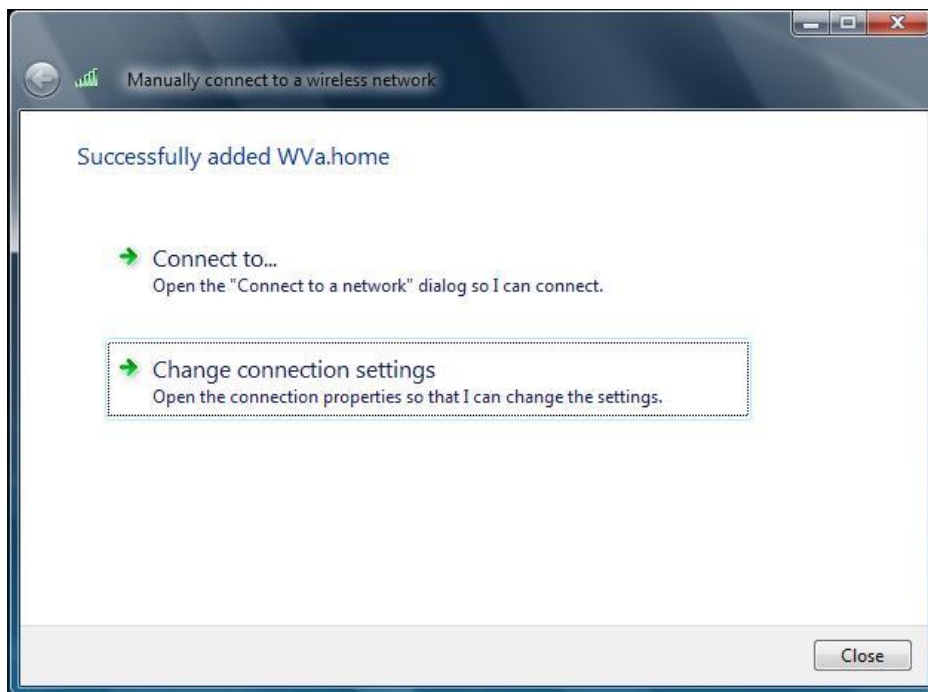 Manually connect to a wireless network
Successfully added WVa.home
Connect to...
Open the "Connect to a network" dialog so I can connect.
Change connection settings
Open the connection properties so that I can change the settings.
Close